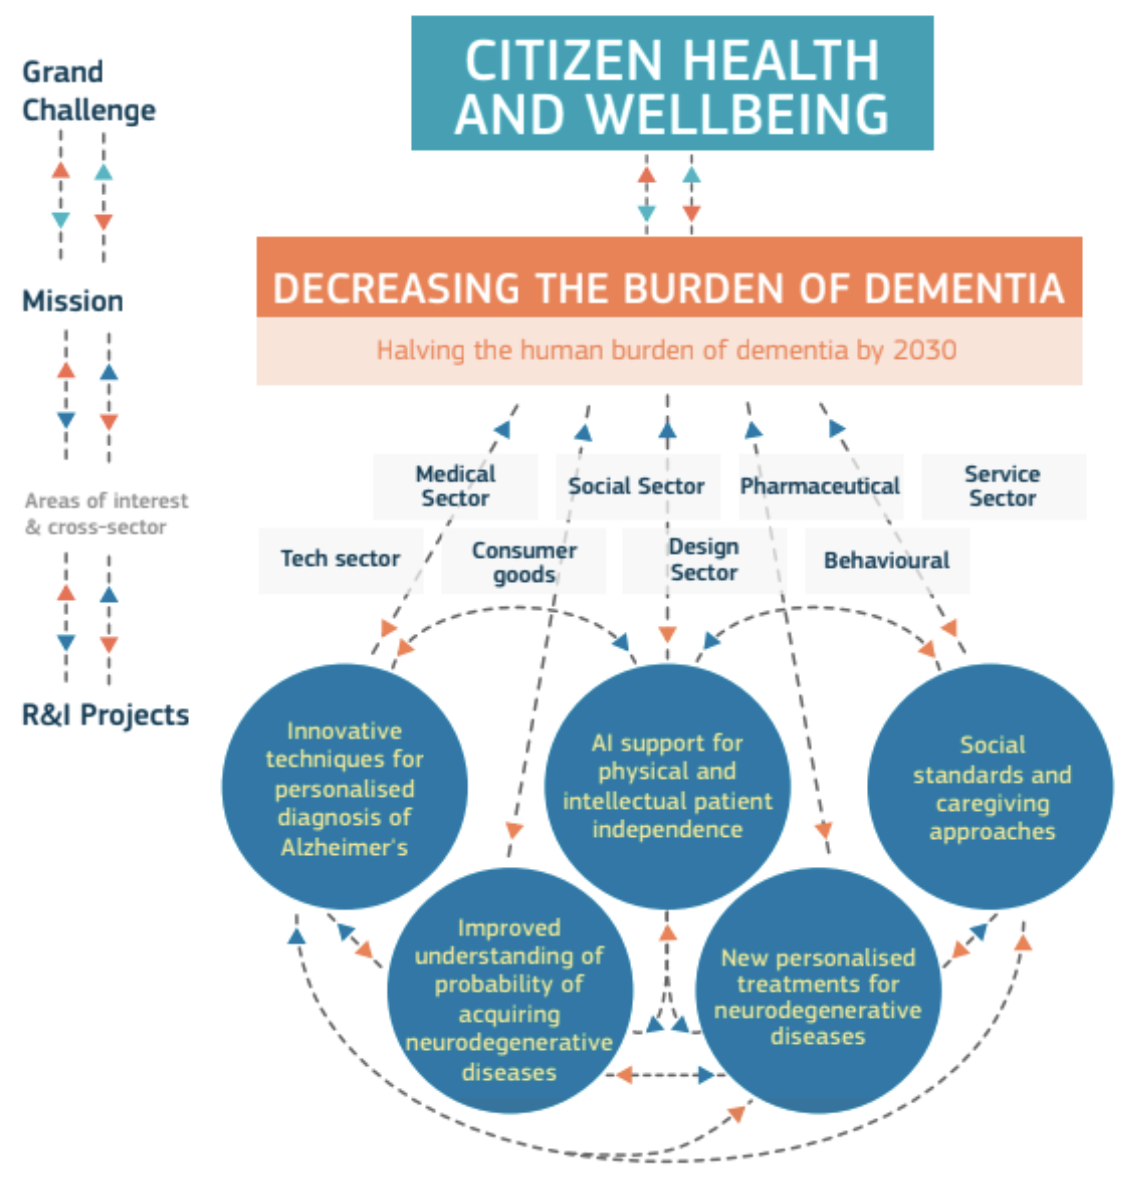 Grand
Challenge
CITIZEN HEALTH
AND WELLBEING
Mission
DECREASING THE BURDEN OF DEMENTIA
Halving the human burden of dementia by 2030
Areas of interest
& cross-sector
Medical
Sector
Social Sector
Pharmaceutical
Service
Sector
Tech sector
Consumer
goods
Design
Sector
Behavioural
R&I Projects
Innovative
techniques for
personalised
diagnosis of
Alzheimer's
AI support for
physical and
intellectual patient
independence
Social
standards and
caregiving
approaches
Improved
understanding of
probability of
acquiring
neurodegenerative
diseases
New personalised
treatments for
neurodegenerative
diseases